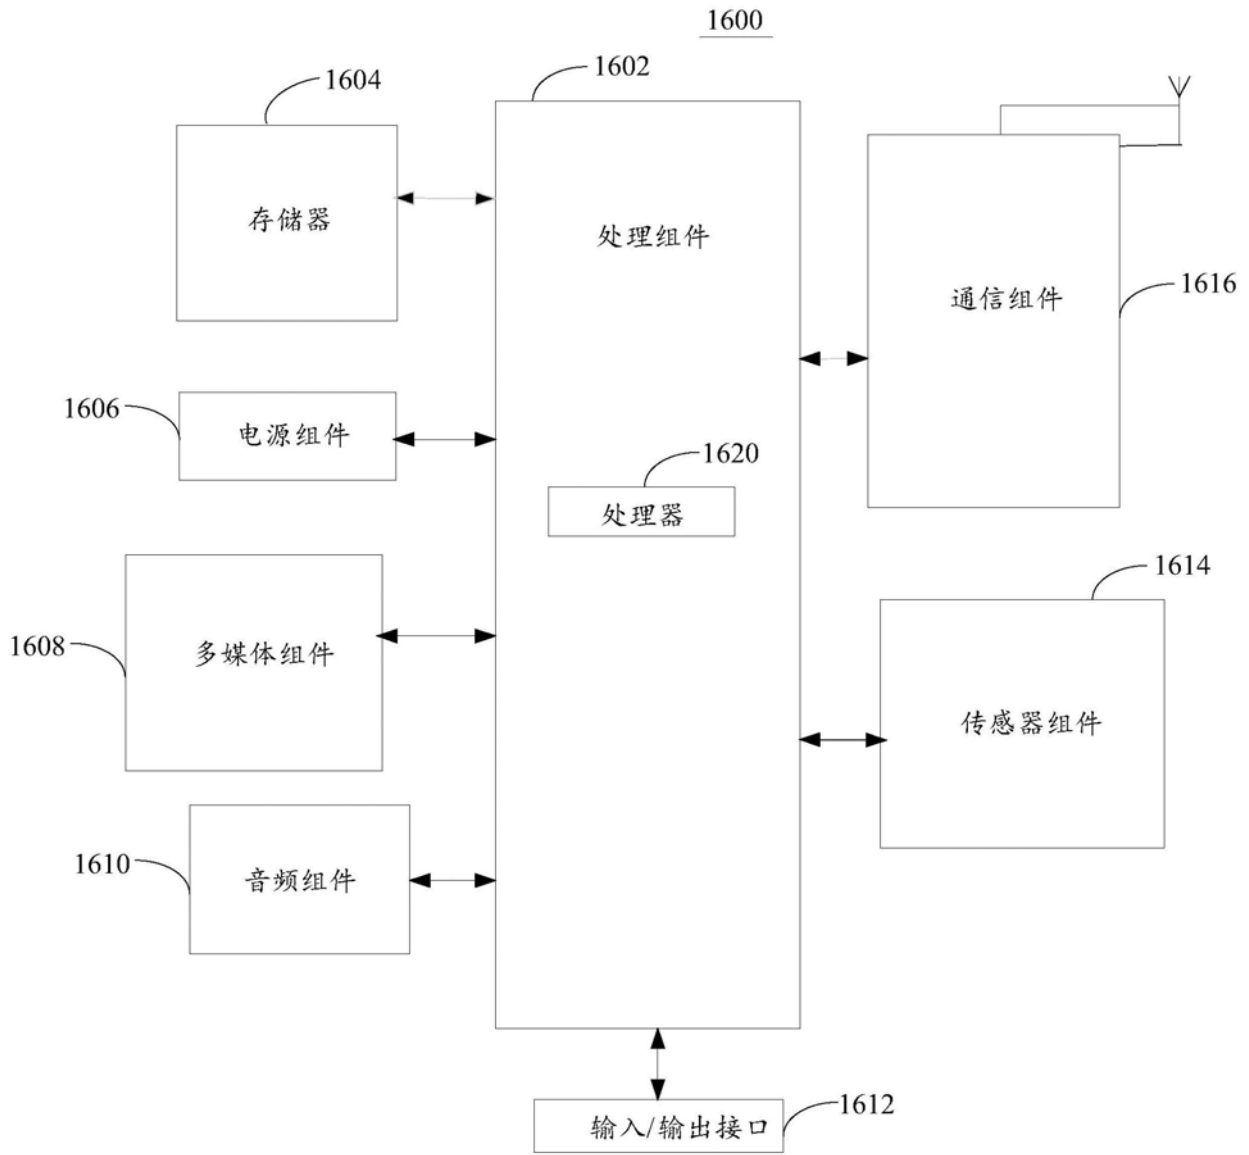 1600
1602
1604
存储器
处理组件
通信组件
1616
1606
电源组件
1620
处理器
1614
1608
多媒体组件
传感器组件
1610
音频组件
1612
输入/输出接口